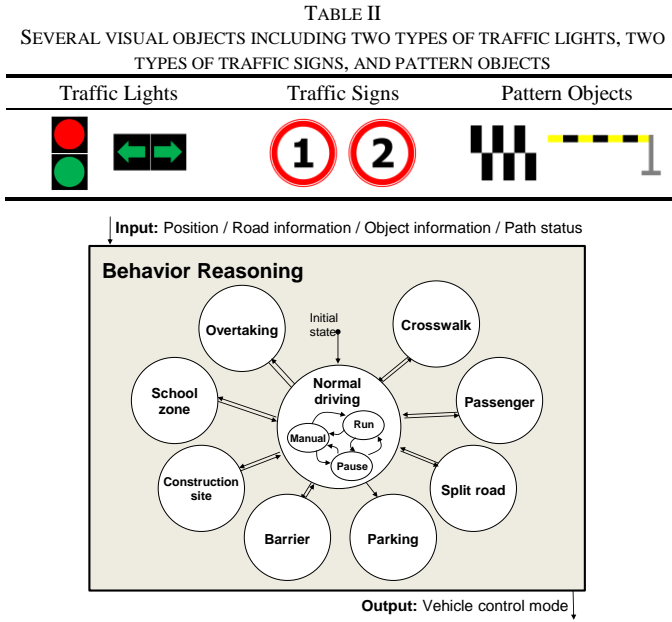 TABLE II
SEVERAL VISUAL OBJECTS INCLUDING TWO TYPES OF TRAFFIC LIGHTS, TWO
TYPES OF TRAFFIC SIGNS, AND PATTERN OBJECTS
Traffic Lights Traffic Signs Pattern Objects
1 2
Input: Position / Road information / Object information / Path status
Behavior Reasoning
Initial
state
Overtaking
Crosswalk
School
zone
Normal
driving
Manual
Run
Pause
Passenger
Construction
site
Split road
Barrier
Parking
Output: Vehicle control mode